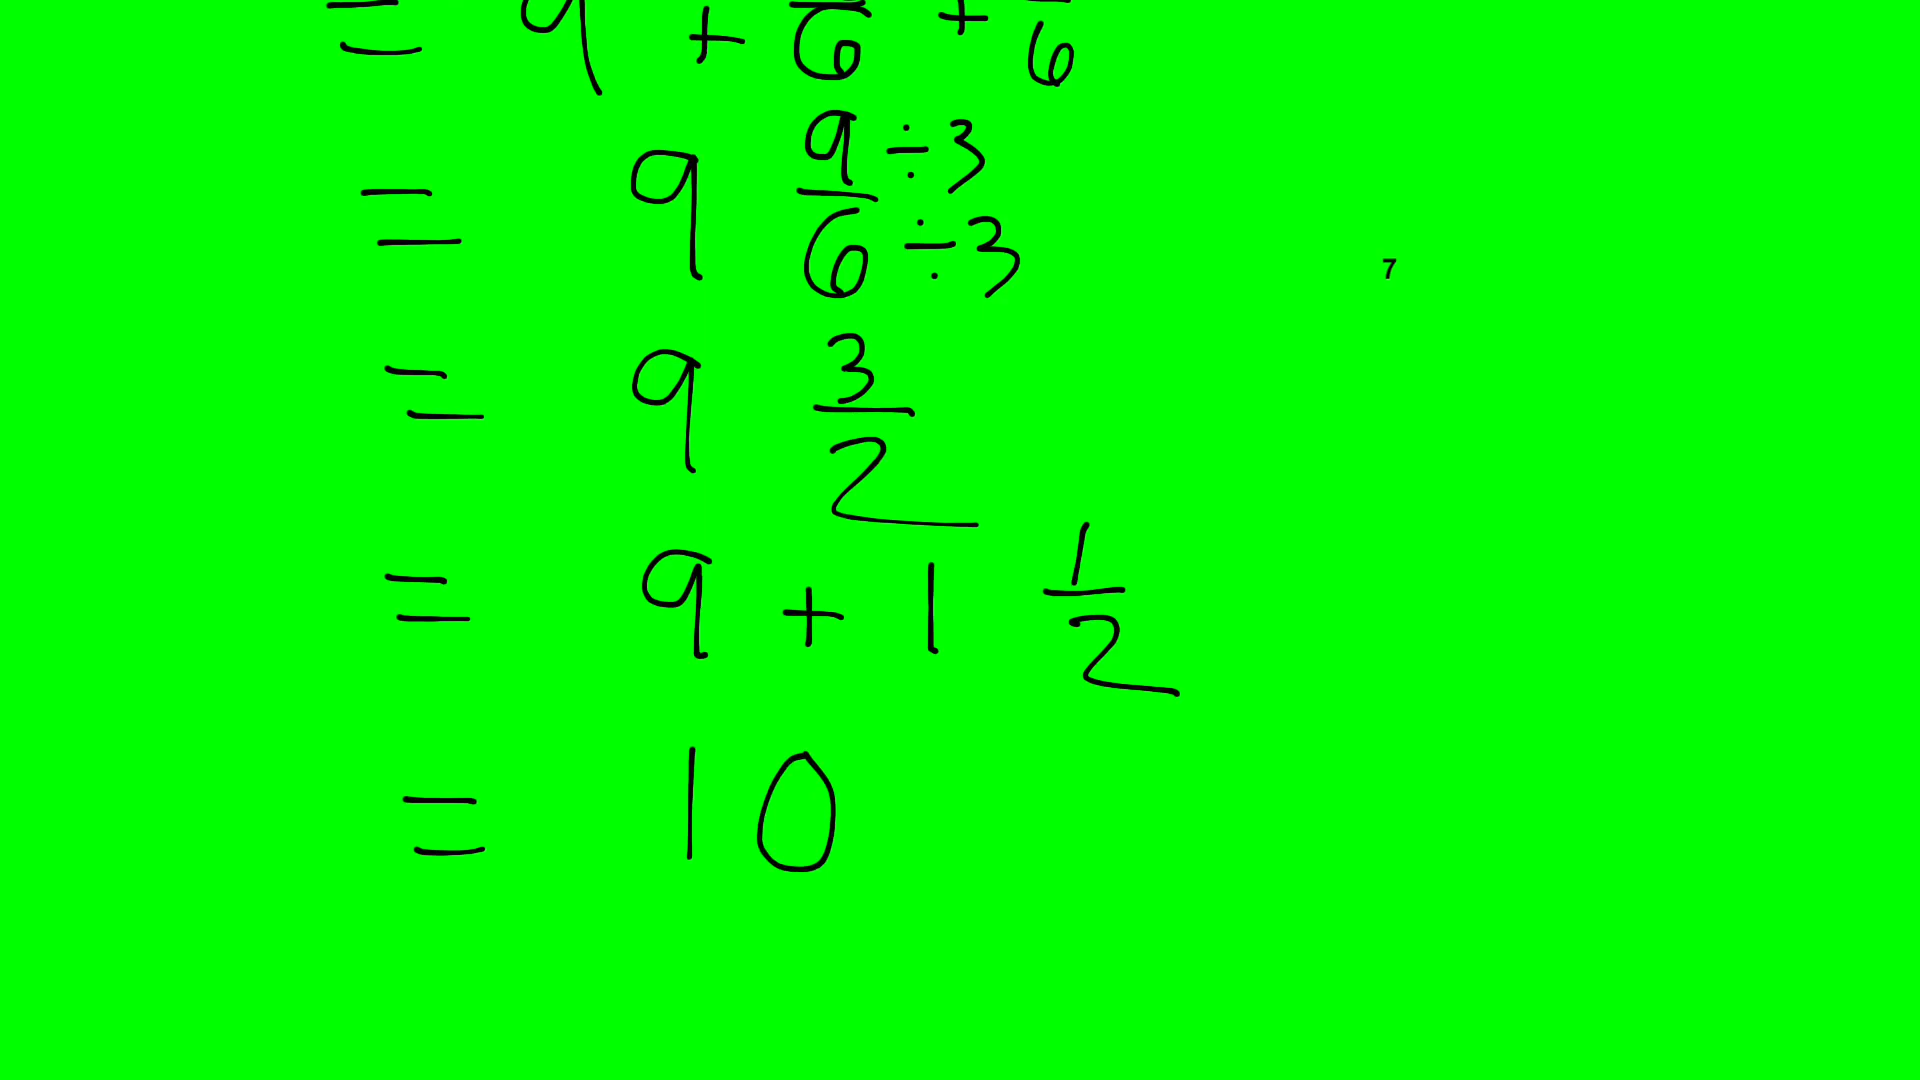 = 9 + /6 + /6
= 9 9÷3/6÷3
7
= 9 3/2
= 9 + 1 1/2
= 10